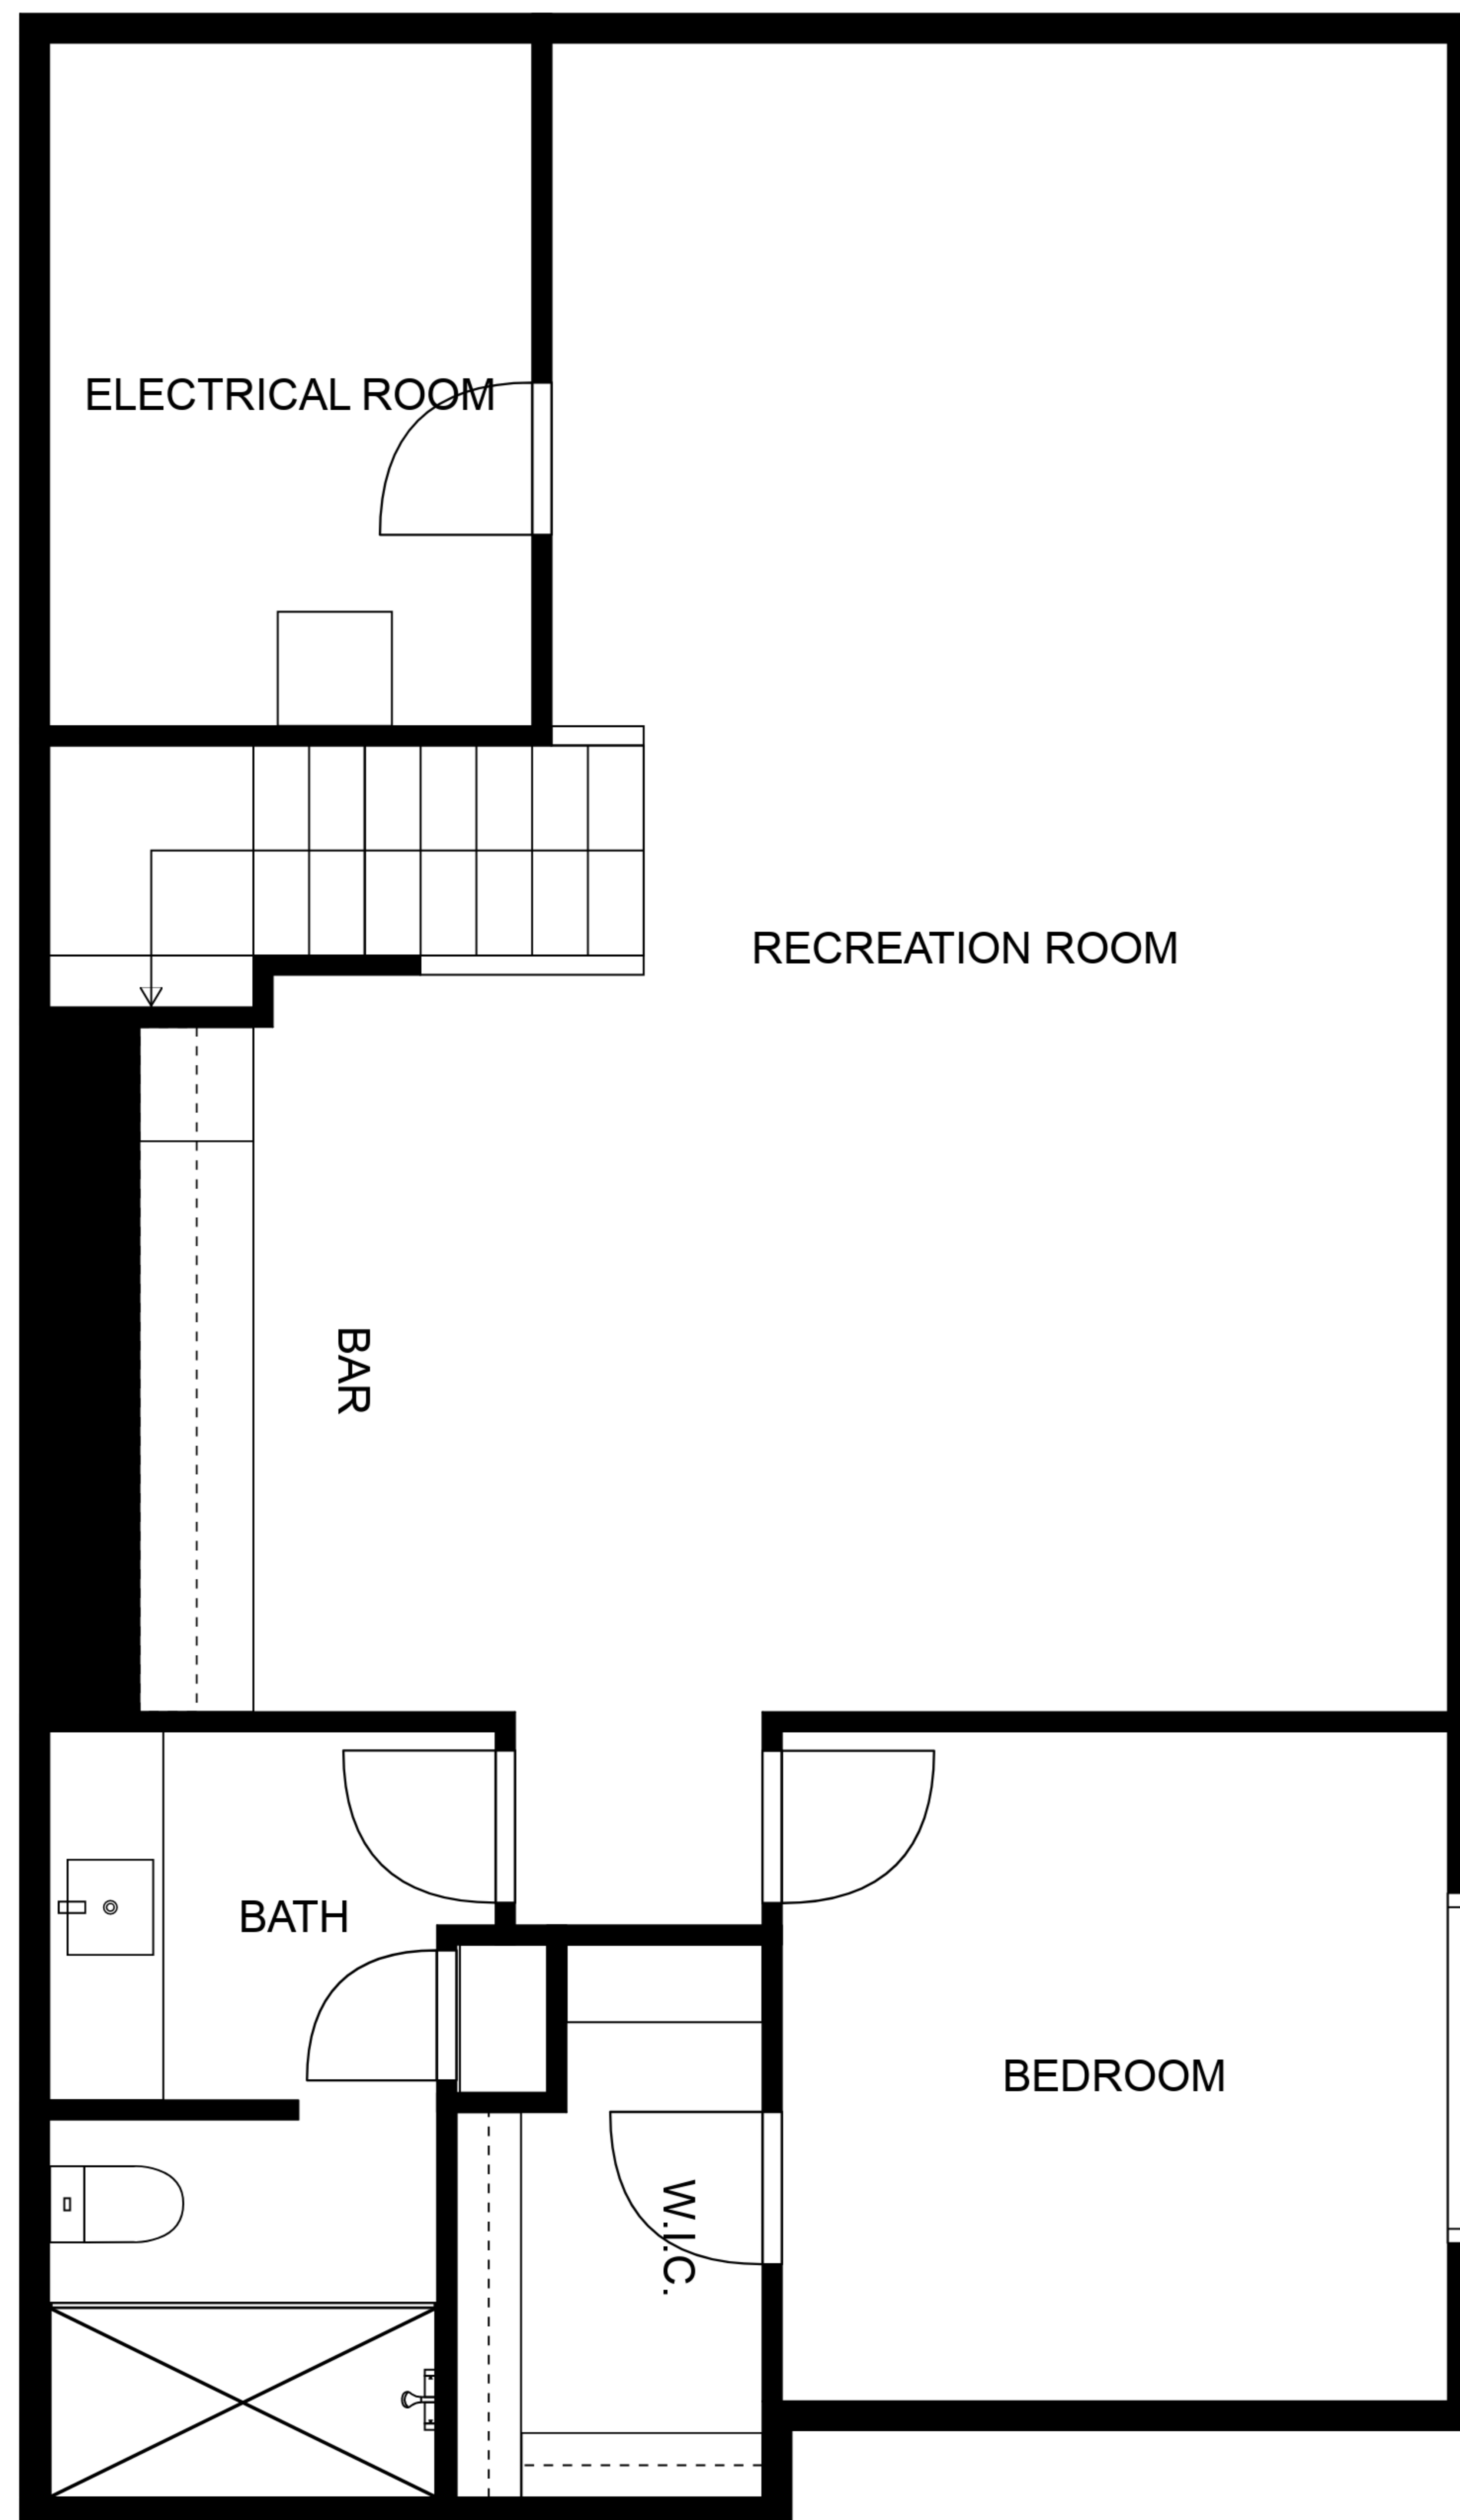 ELECTRICAL ROOM
RECREATION ROOM
BAR
BATH
BEDROOM
W.I.C.